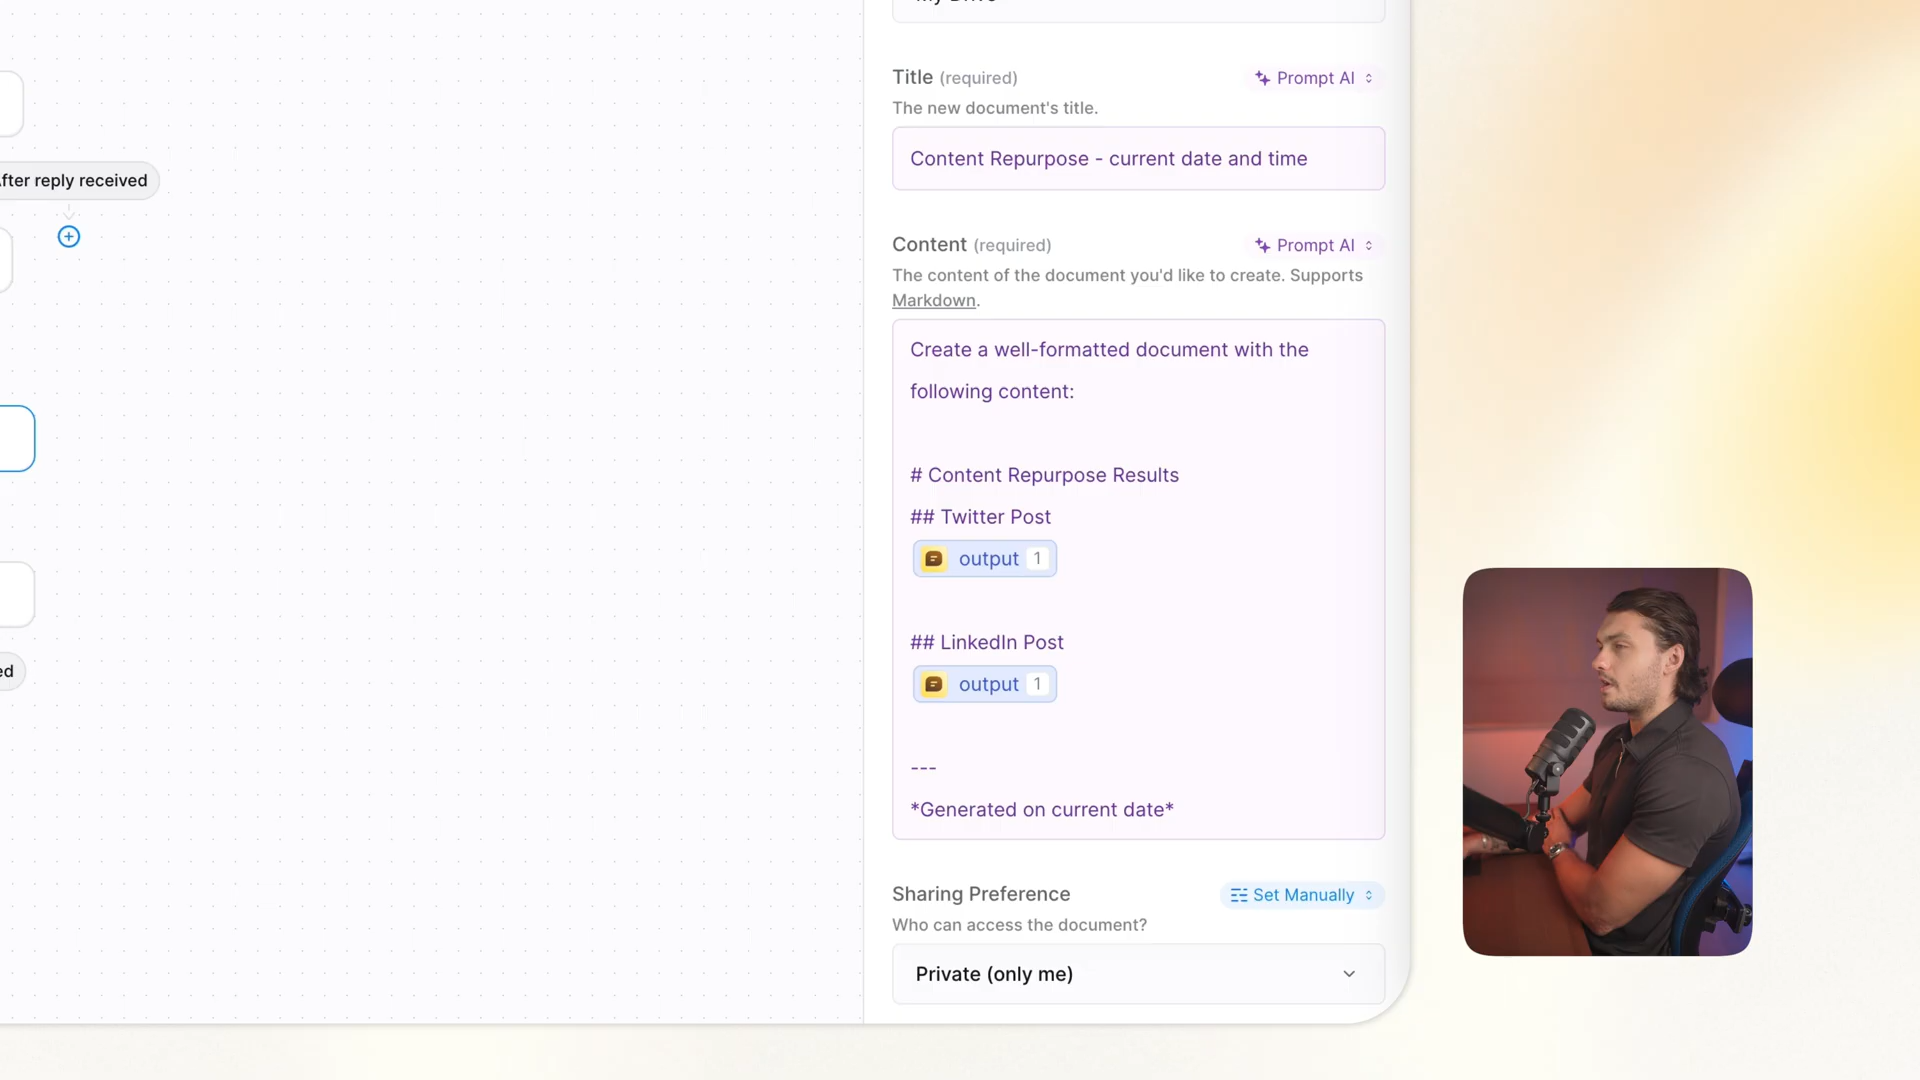 Title (required)
Prompt AI
The new document's title.
Content Repurpose - current date and time
fter reply received
Content (required)
Prompt AI
The content of the document you'd like to create. Supports
Markdown.
Create a well-formatted document with the
following content:
# Content Repurpose Results
## Twitter Post
output 1
## LinkedIn Post
output 1
ed
---
*Generated on current date*
Sharing Preference
Set Manually
Who can access the document?
Private (only me)